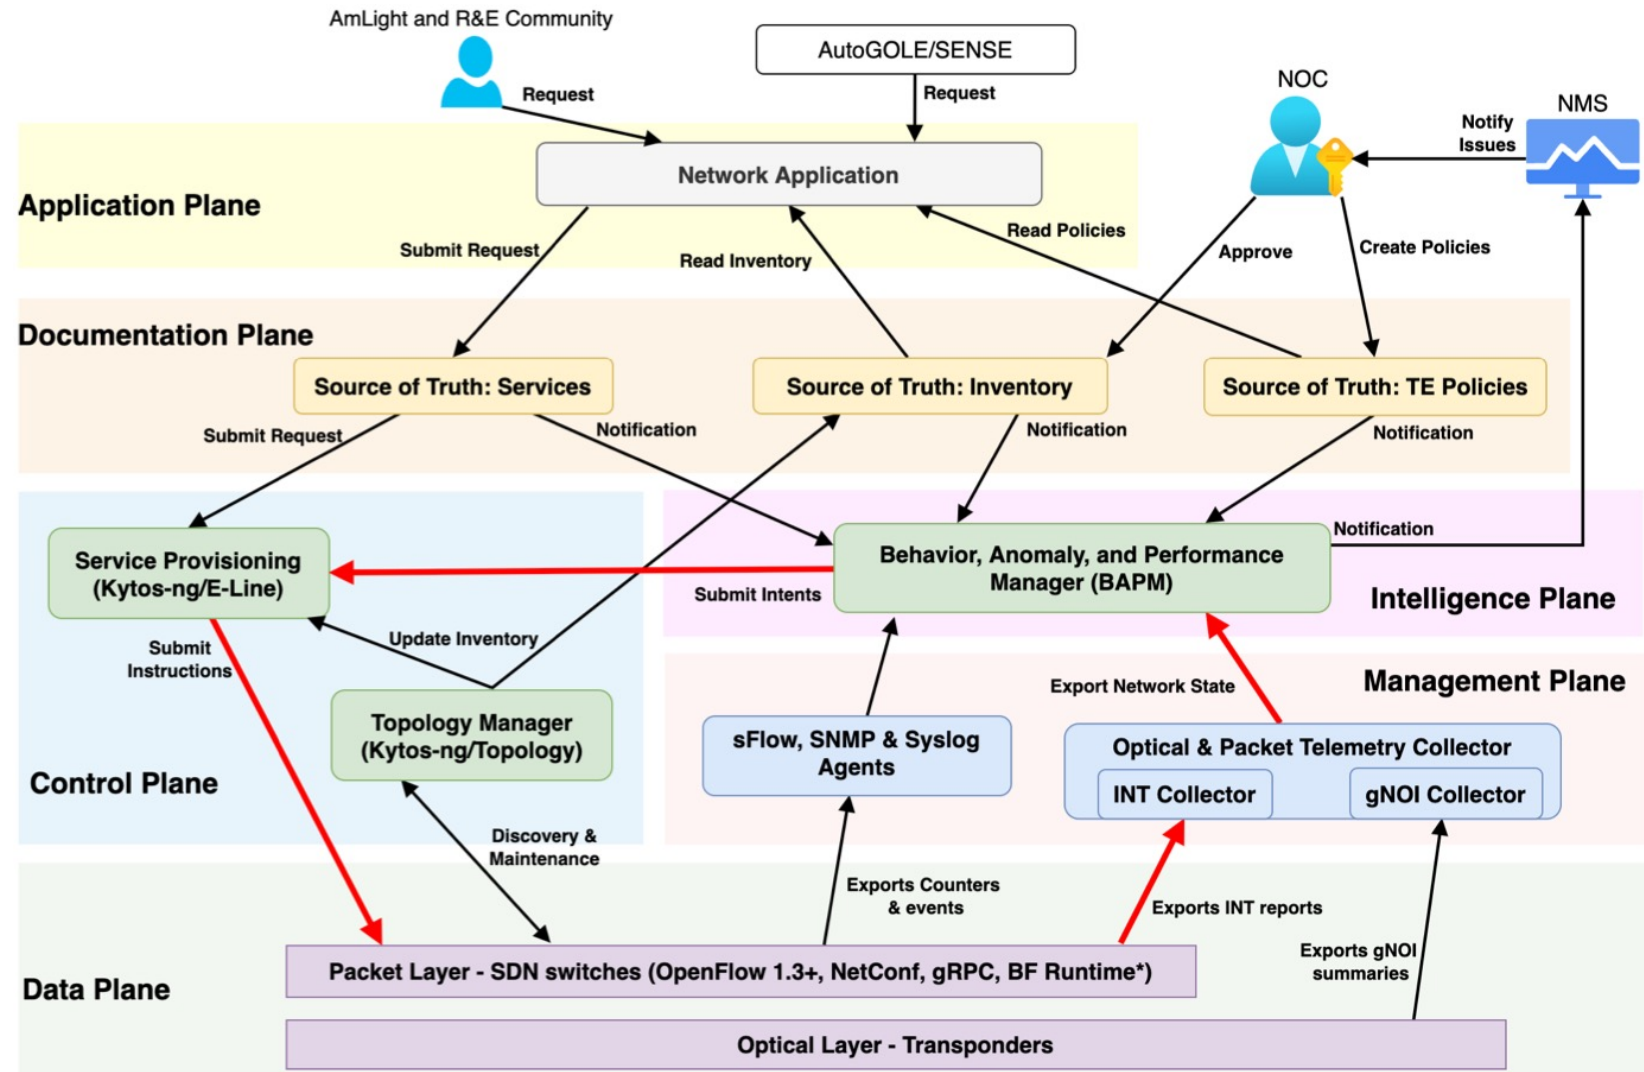 AmLight and R&E Community
AutoGOLE/SENSE
NOC
NMS
Request
Request
Notify
Issues
Network Application
Application Plane
Submit Request
Read Inventory
Read Policies
Approve
Create Policies
Documentation Plane
Source of Truth: Services
Source of Truth: Inventory
Source of Truth: TE Policies
Submit Request
Notification
Notification
Notification
Service Provisioning
(Kytos-ng/E-Line)
Behavior, Anomaly, and Performance
Manager (BAPM)
Notification
Submit Intents
Intelligence Plane
Submit
Instructions
Update Inventory
Export Network State
Management Plane
Topology Manager
(Kytos-ng/Topology)
sFlow, SNMP & Syslog
Agents
Optical & Packet Telemetry Collector
INT Collector
gNOI Collector
Control Plane
Discovery &
Maintenance
Exports Counters
& events
Exports INT reports
Exports gNOI
summaries
Data Plane
Packet Layer - SDN switches (OpenFlow 1.3+, NetConf, gRPC, BF Runtime*)
Optical Layer - Transponders